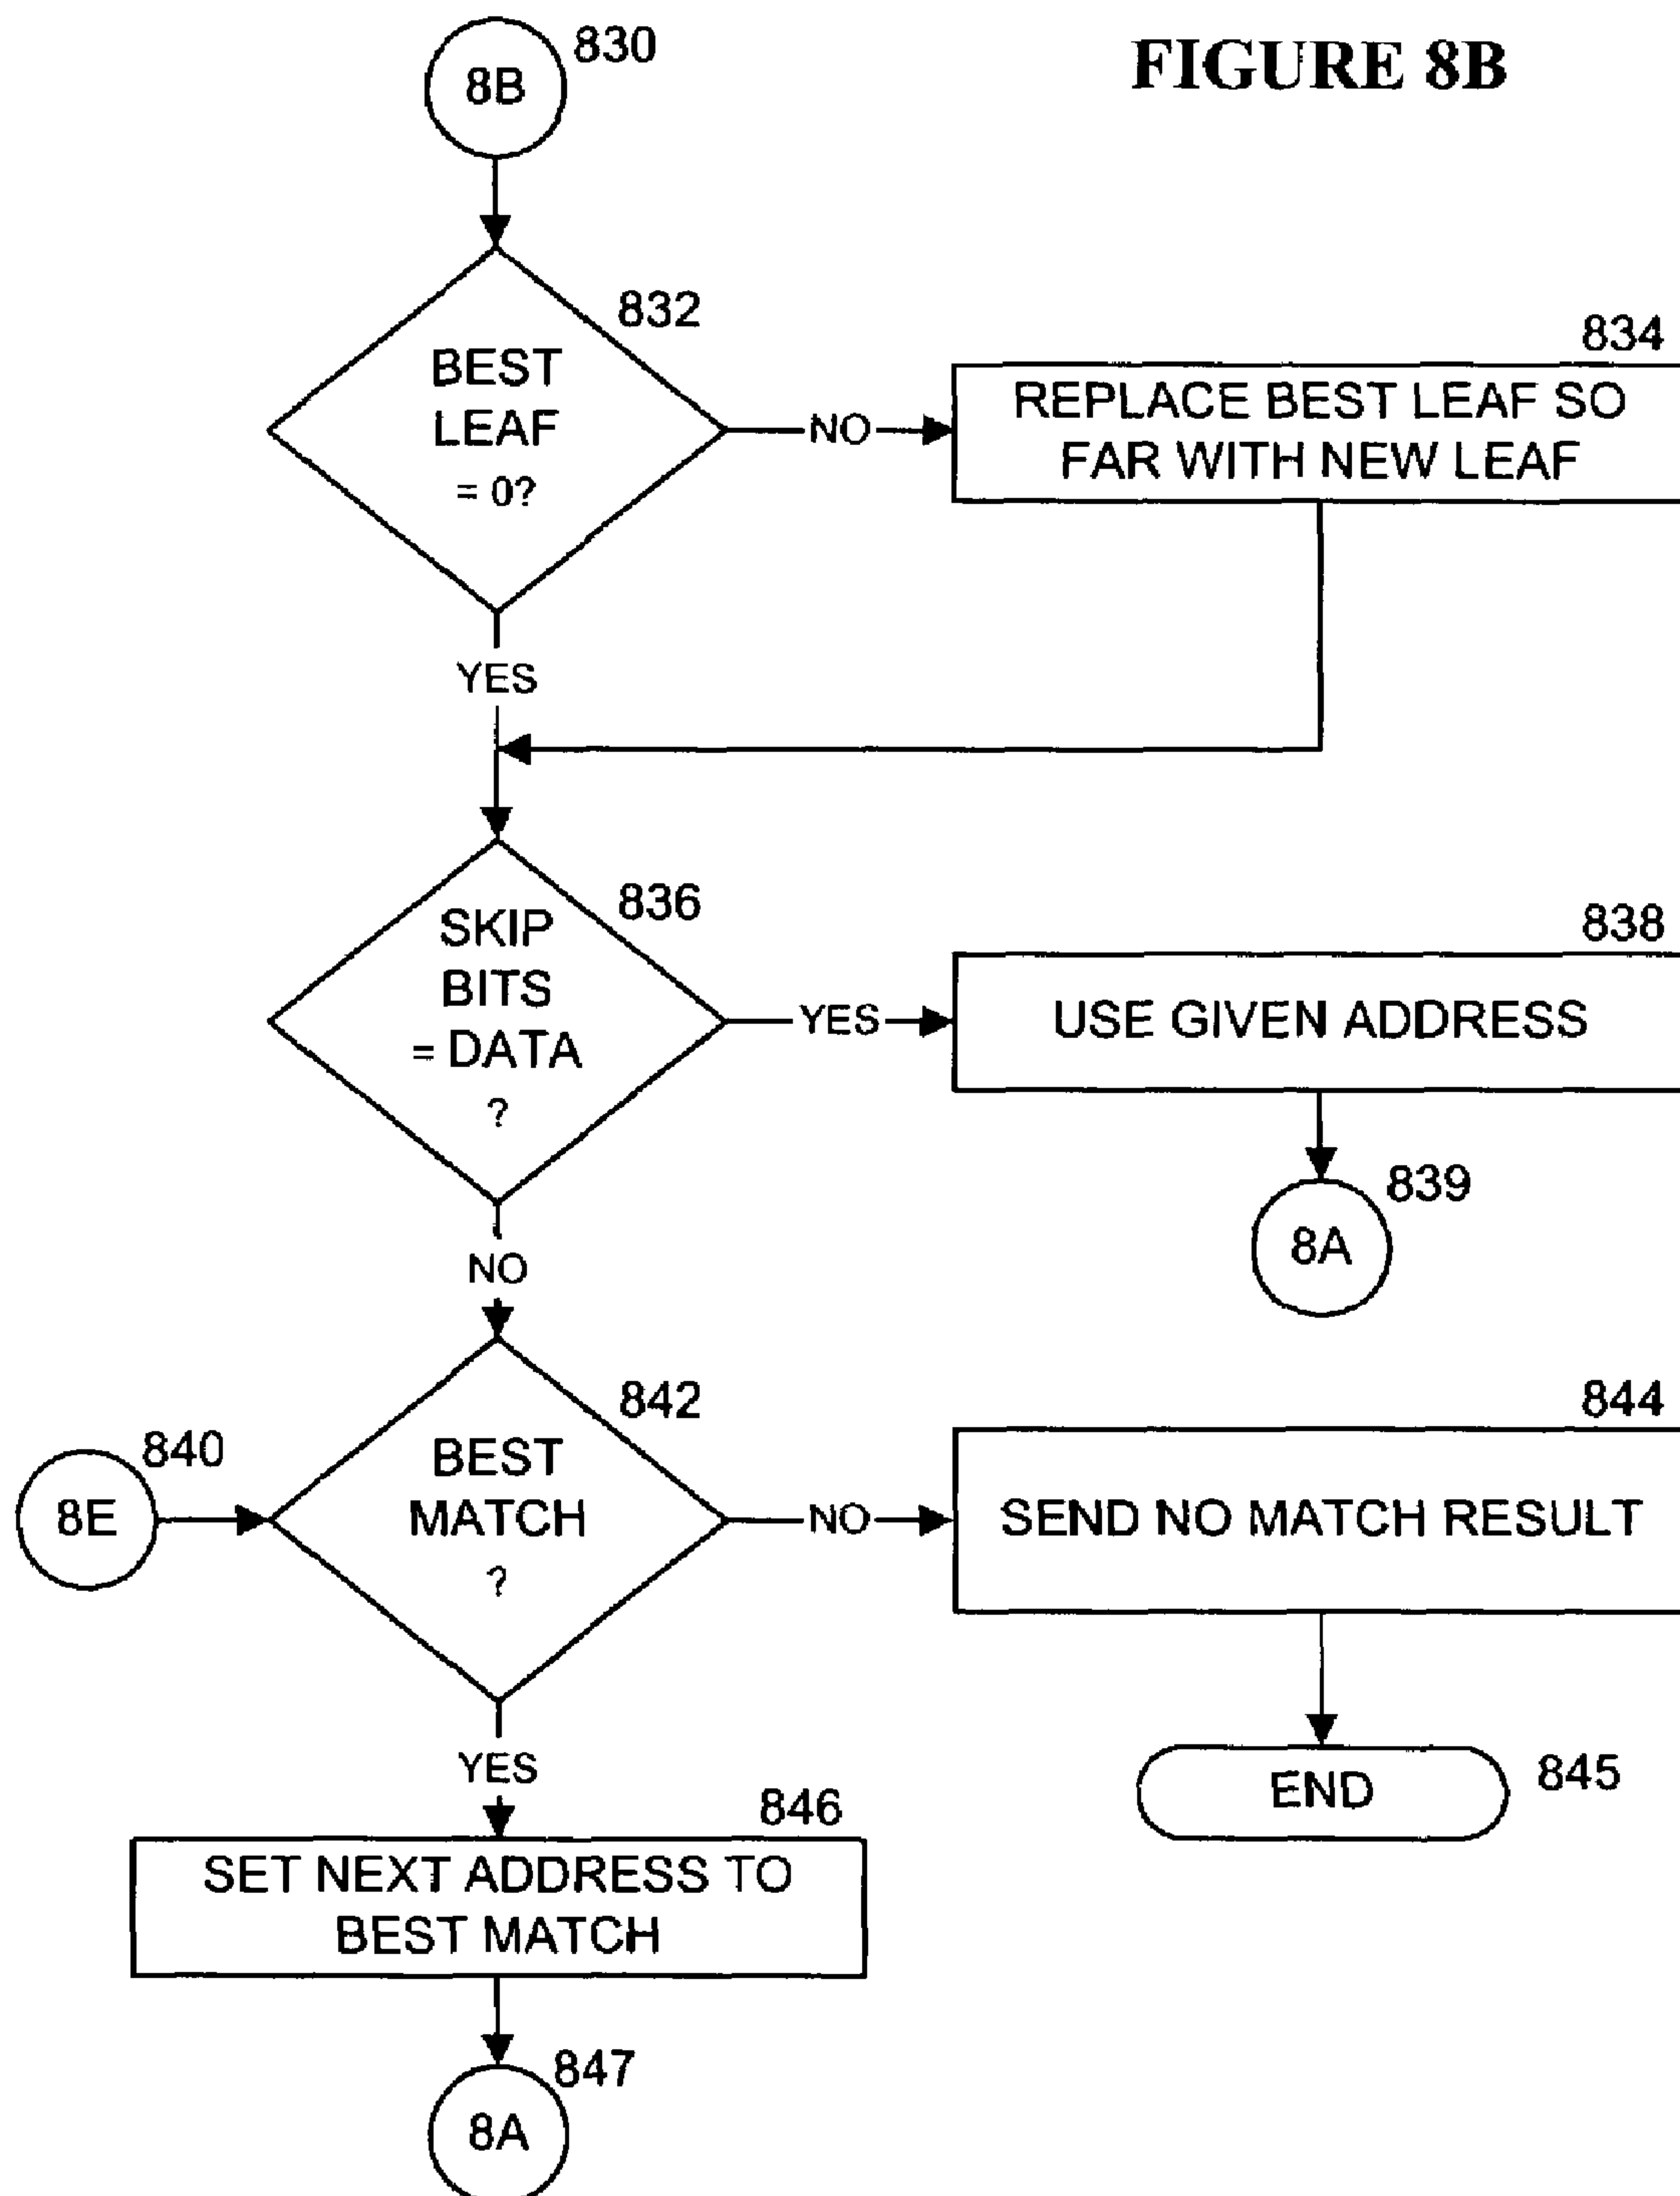 FIGURE 8B
830
8B
832
BEST
LEAF
= 0?
NO
834
REPLACE BEST LEAF SO
FAR WITH NEW LEAF
YES
836
SKIP
BITS
= DATA
?
YES
838
USE GIVEN ADDRESS
839
8A
NO
840
8E
842
BEST
MATCH
?
NO
844
SEND NO MATCH RESULT
END
845
YES
846
SET NEXT ADDRESS TO
BEST MATCH
847
8A